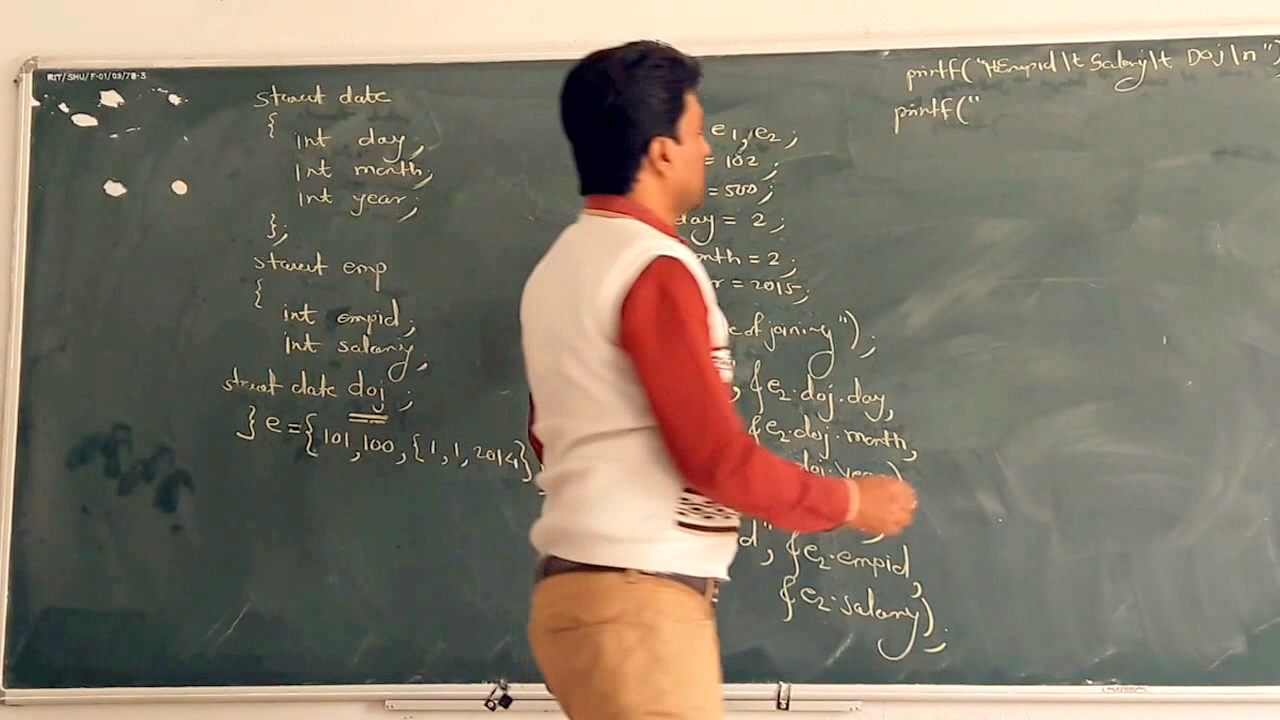 RIT/SHU/F-01/03/78-3
struct date
{
int day;
int month;
int year;
};
struct emp
{
int empid;
int salary;
struct date doj;
} e = {101,100,{1,1,2014}
e1,e2;
= 102;
= 500;
day = 2;
nth = 2;
r = 2015;
e of joining");
, &e2.doj.day,
&e2.doj.month,
doj.year)
d", &e2.empid,
&e2.salary);
printf("\tEmpid\t Salary\t Doj\n")
printf("